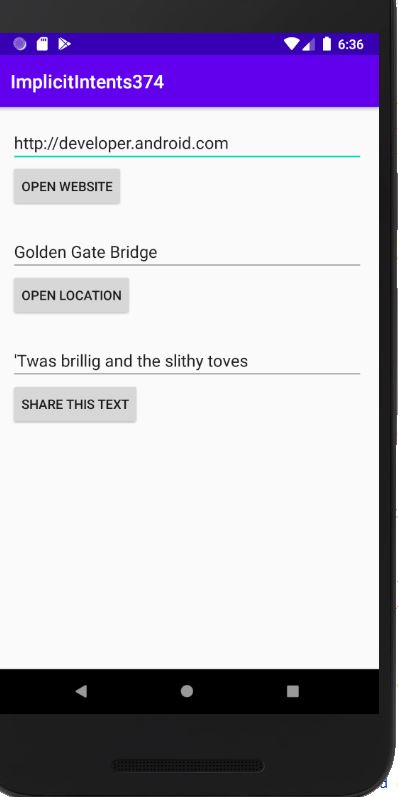 6:36
ImplicitIntents374
http://developer.android.com
OPEN WEBSITE
Golden Gate Bridge
OPEN LOCATION
'Twas brillig and the slithy toves
SHARE THIS TEXT
d